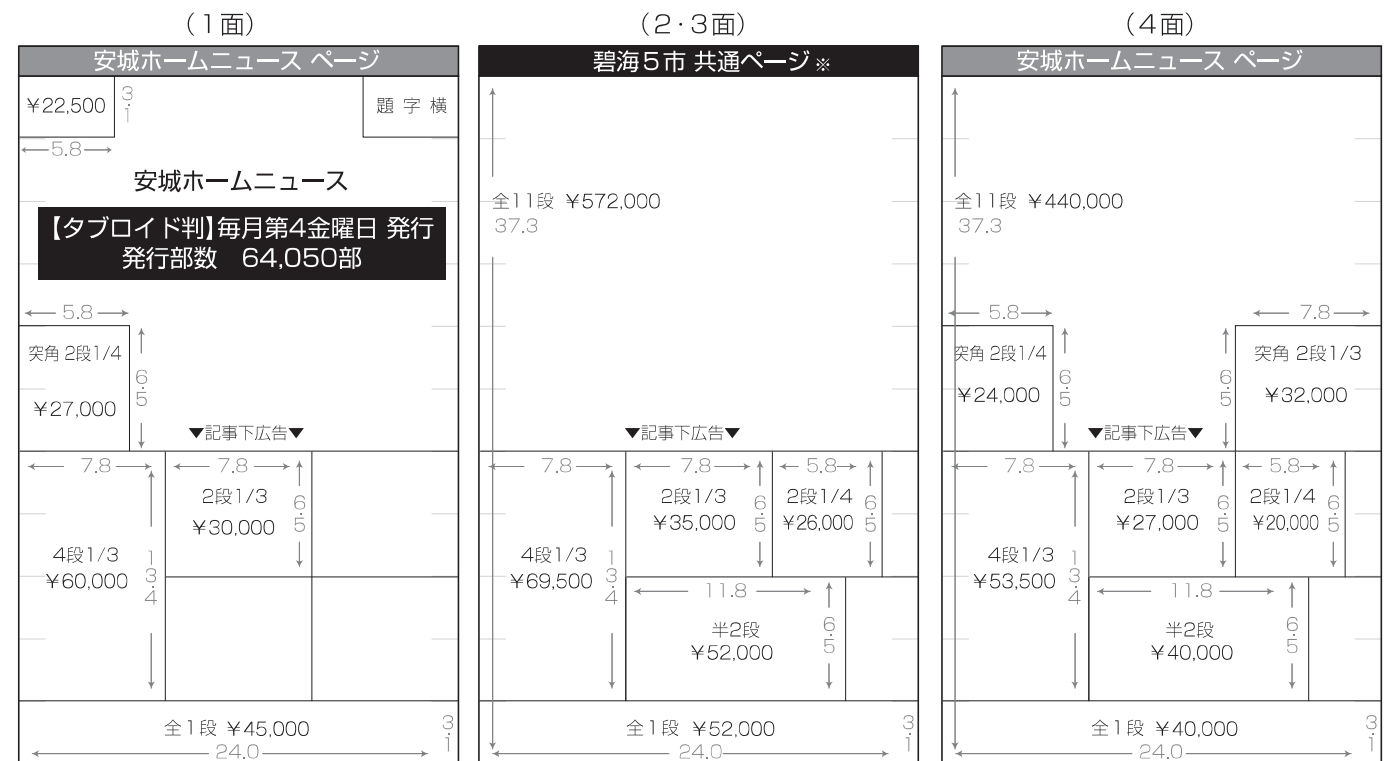 （1面）
安城ホームニュース ページ
¥22,500
3.1
5.8
題字横
安城ホームニュース
【タブロイド判】毎月第4金曜日 発行
発行部数　64,050部
5.8
突角 2段1/4
¥27,000
6.5
▼記事下広告▼
7.8
4段1/3
¥60,000
13.4
7.8
2段1/3
¥30,000
6.5
全1段 ¥45,000
3.1
24.0
（2・3面）
碧海5市 共通ページ※
全11段 ¥572,000
37.3
▼記事下広告▼
7.8
4段1/3
¥69,500
13.4
7.8
2段1/3
¥35,000
6.5
5.8
2段1/4
¥26,000
6.5
11.8
半2段
¥52,000
6.5
全1段 ¥52,000
3.1
24.0
（4面）
安城ホームニュース ページ
全11段 ¥440,000
37.3
5.8
突角 2段1/4
¥24,000
6.5
7.8
突角 2段1/3
¥32,000
6.5
▼記事下広告▼
7.8
4段1/3
¥53,500
13.4
7.8
2段1/3
¥27,000
6.5
5.8
2段1/4
¥20,000
6.5
11.8
半2段
¥40,000
6.5
全1段 ¥40,000
3.1
24.0